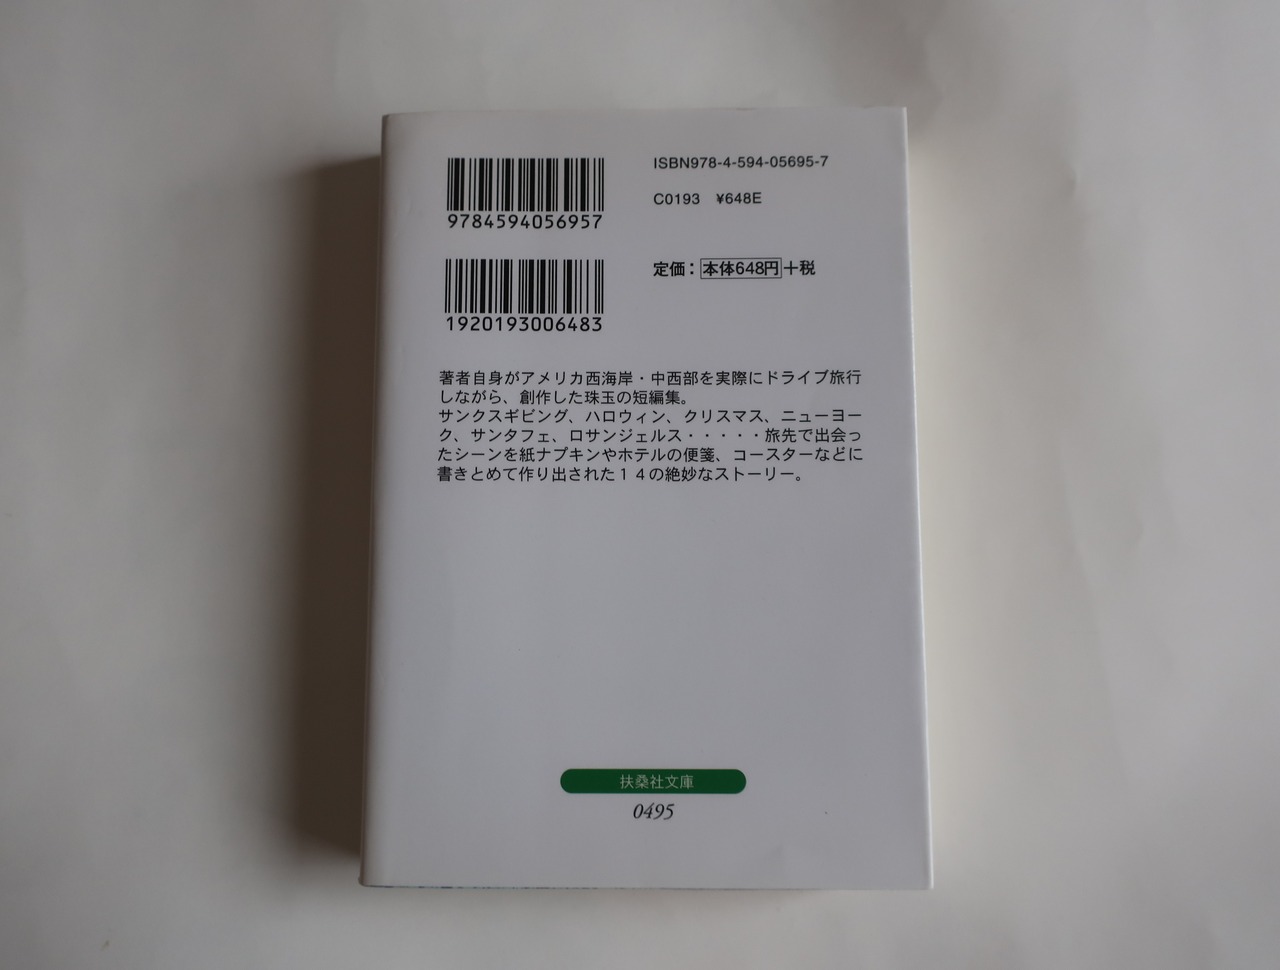 9784594056957
ISBN978-4-594-05695-7
C0193 ¥648E
1920193006483
定価：本体648円＋税
著者自身がアメリカ西海岸・中西部を実際にドライブ旅行
しながら、創作した珠玉の短編集。
サンクスギビング、ハロウィン、クリスマス、ニューヨー
ク、サンタフェ、ロサンジェルス・・・・・旅先で出会っ
たシーンを紙ナプキンやホテルの便箋、コースターなどに
書きとめて作り出された１４の絶妙なストーリー。
扶桑社文庫
0495